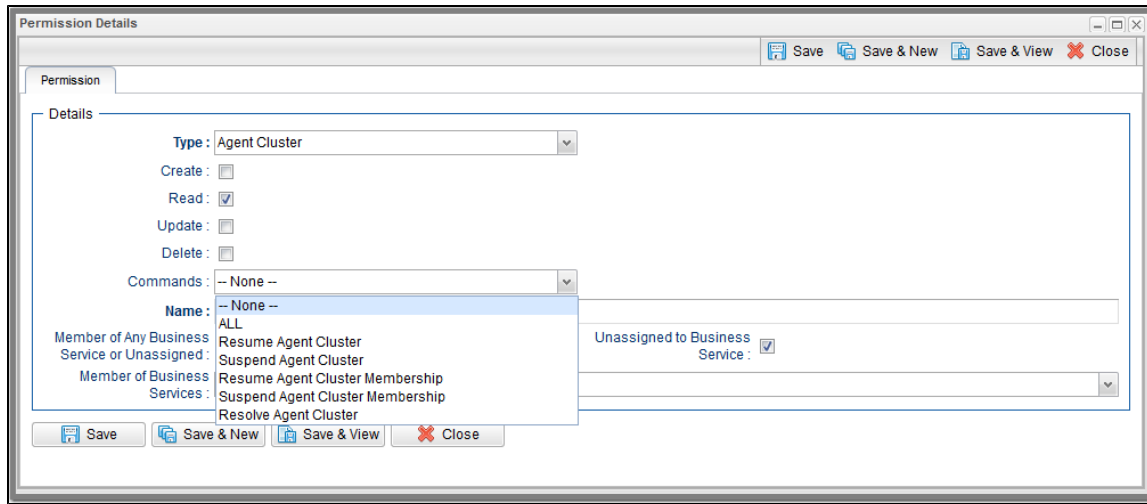 Permission Details
Save Save & New Save & View Close
Permission
Details
Type : Agent Cluster
Create :
Read :
Update :
Delete :
Commands : -- None --
Name : -- None --
ALL
Resume Agent Cluster
Suspend Agent Cluster
Resume Agent Cluster Membership
Suspend Agent Cluster Membership
Resolve Agent Cluster
Member of Any Business
Service or Unassigned :
Unassigned to Business
Service :
Member of Business
Services :
Save Save & New Save & View Close